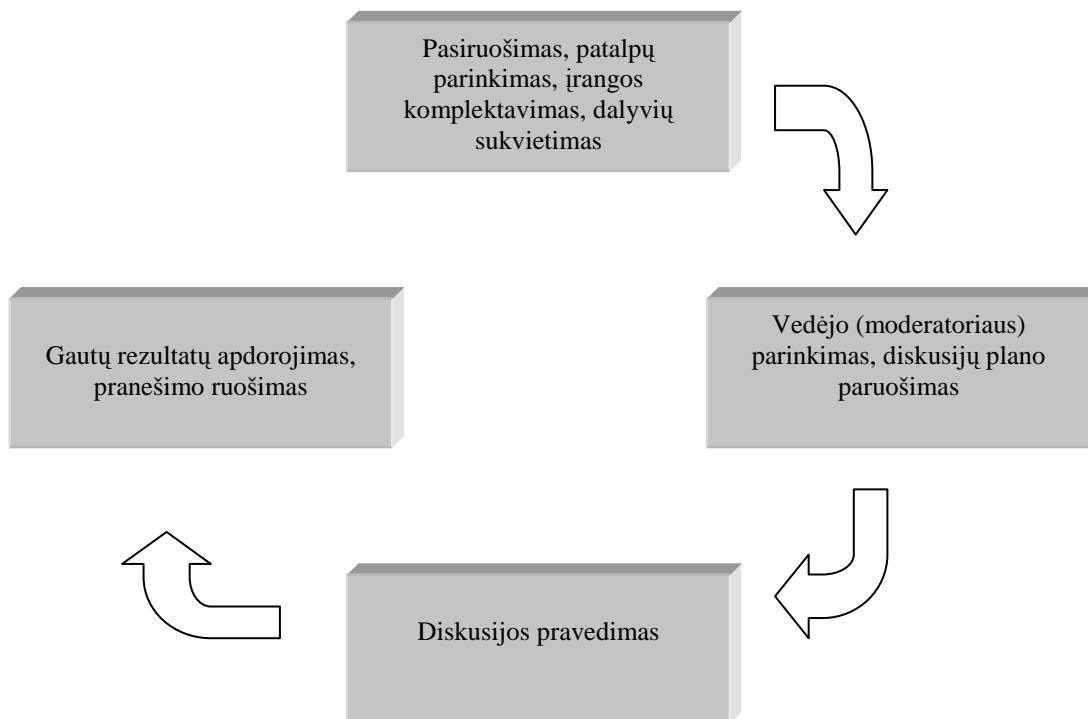 Pasiruošimas, patalpų
parinkimas, įrangos
komplektavimas, dalyvių
sukvietimas
Vedėjo (moderatoriaus)
parinkimas, diskusijų plano
paruošimas
Diskusijos pravedimas
Gautų rezultatų apdorojimas,
pranešimo ruošimas